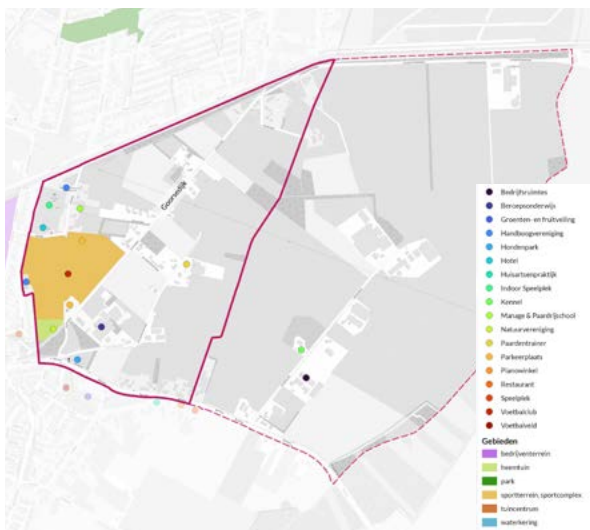 Goorsedijk
Bedrijfsruimtes
Beroepsonderwijs
Groenten- en fruitveiling
Handboogvereniging
Hondenpark
Hotel
Huisartsenpraktijk
Indoor Speelplek
Kennel
Manage & Paardrijschool
Natuurvereniging
Paardentrainer
Parkeerplaats
Pianowinkel
Restaurant
Speelplek
Voetbalclub
Voetbalveld
Gebieden
bedrijventerrein
heemtuin
park
sportterrein, sportcomplex
tuincentrum
waterkering